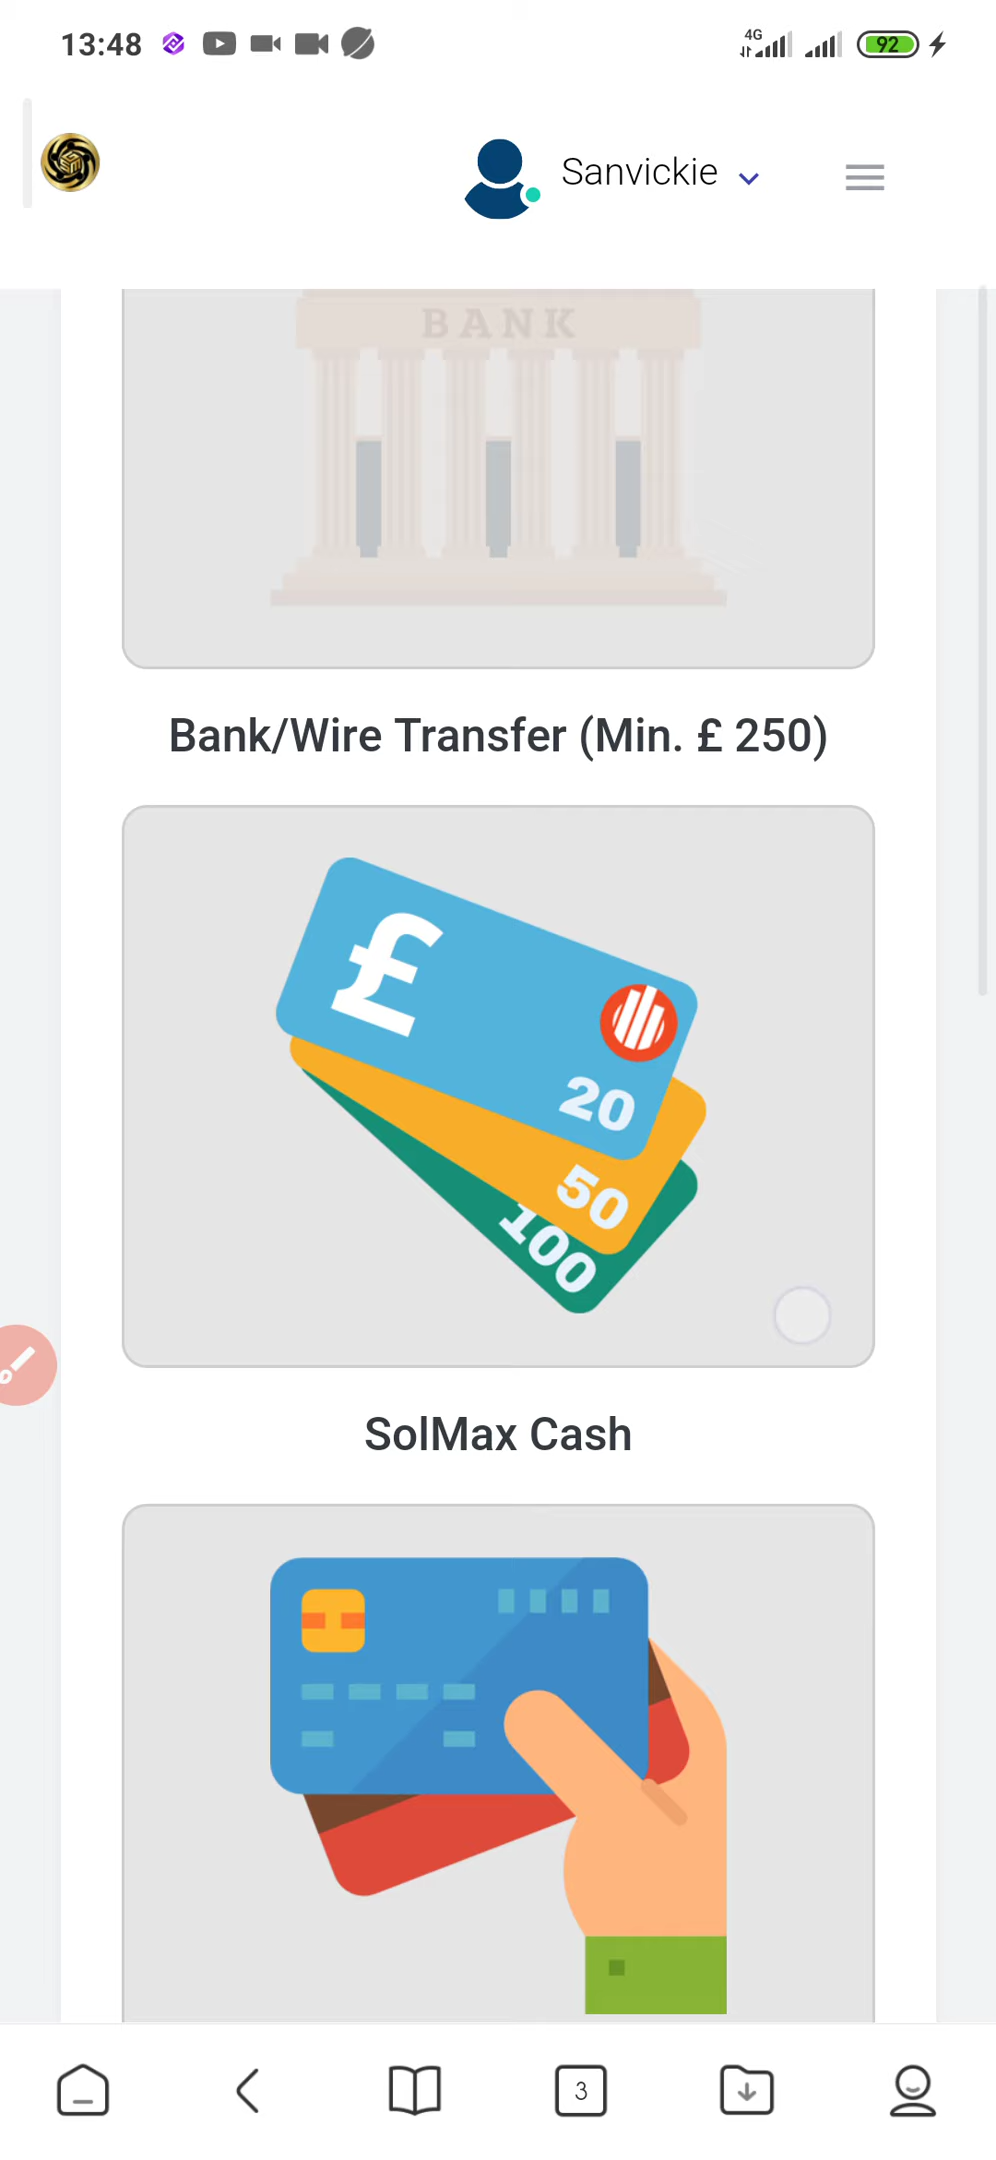 13:48
4G
92
Sanvickie
BANK
Bank/Wire Transfer (Min. £ 250)
£
20
50
100
SolMax Cash
3